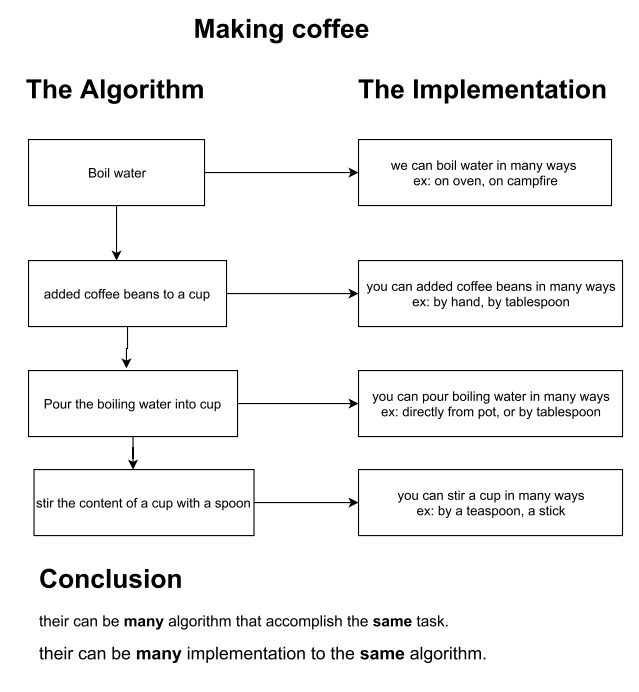 Making coffee
The Algorithm
The Implementation
Boil water
we can boil water in many ways
ex: on oven, on campfire
added coffee beans to a cup
you can added coffee beans in many ways
ex: by hand, by tablespoon
Pour the boiling water into cup
you can pour boiling water in many ways
ex: directly from pot, or by tablespoon
stir the content of a cup with a spoon
you can stir a cup in many ways
ex: by a teaspoon, a stick
Conclusion
their can be many algorithm that accomplish the same task.
their can be many implementation to the same algorithm.